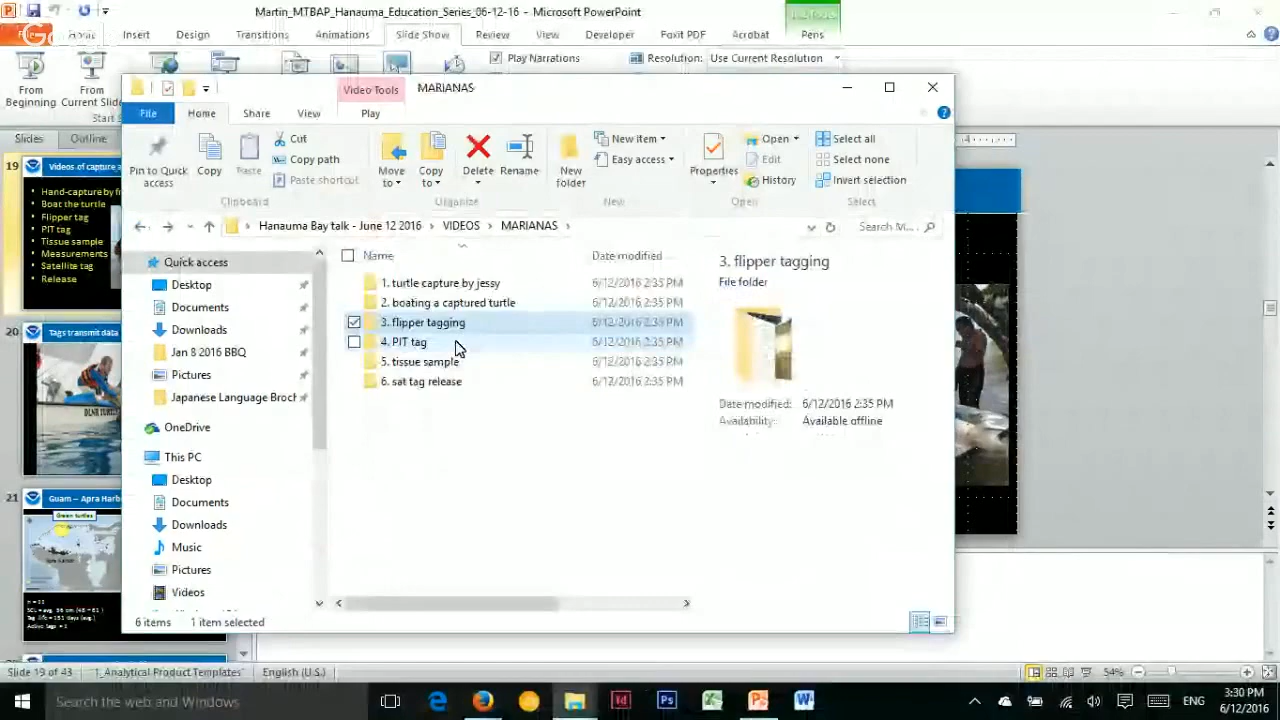 Martin_MTBAP_Hanauma_Education_Series_06-12-16 - Microsoft PowerPoint
Insert Design Transitions Animations Slide Show Review View Developer Foxit PDF Acrobat Pens
From Beginning
From Current Slide
Play Narrations
Resolution: Use Current Resolution
Video Tools MARIANAS
File Home Share View Play
Pin to Quick access
Copy
Paste
Cut
Copy path
Paste shortcut
Clipboard
Move to
Copy to
Delete
Rename
Organize
New folder
New item
Easy access
New
Properties
Open
Edit
History
Open
Select all
Select none
Invert selection
Select
Hanauma Bay talk - June 12 2016 VIDEOS MARIANAS
Search M...
Quick access
Desktop
Documents
Downloads
Jan 8 2016 BBQ
Pictures
Japanese Language Broch
OneDrive
This PC
Desktop
Documents
Downloads
Music
Pictures
Videos
Name Date modified
1. turtle capture by jessy 6/12/2016 2:35 PM
2. boating a captured turtle 6/12/2016 2:35 PM
3. flipper tagging 6/12/2016 2:35 PM
4. PIT tag 6/12/2016 2:35 PM
5. tissue sample 6/12/2016 2:35 PM
6. sat tag release 6/12/2016 2:35 PM
3. flipper tagging
File folder
Date modified: 6/12/2016 2:35 PM
Availability: Available offline
6 items 1 item selected
Slides Outline
19
Videos of capture a
Hand-capture by f
Boat the turtle
Flipper tag
PIT tag
Tissue sample
Measurements
Satellite tag
Release
20
Tags transmit data
21
Guam – Apra Harb
Green turtles
Slide 19 of 43 1_Analytical Product Templates English (U.S.) 54%
Search the web and Windows
ENG
3:30 PM
6/12/2016